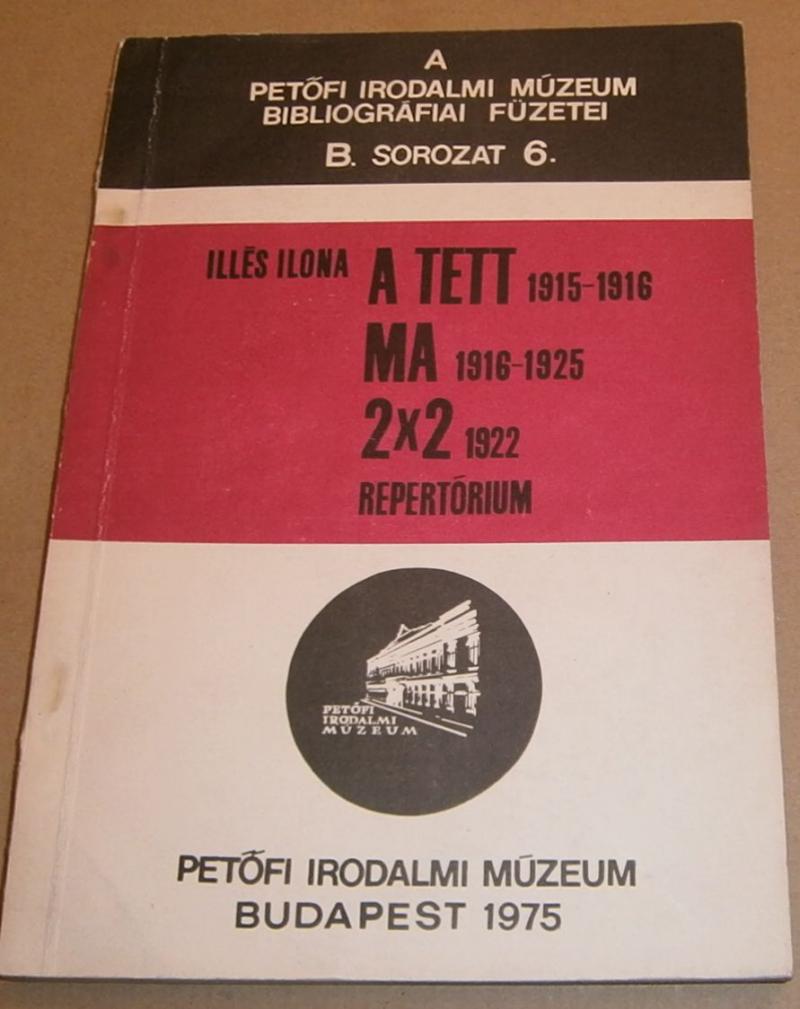 A
PETŐFI IRODALMI MÚZEUM
BIBLIOGRÁFIAI FÜZETEI
B. SOROZAT 6.
ILLÉS ILONA A TETT 1915-1916
MA 1916-1925
2x2 1922
REPERTÓRIUM
PETŐFI
IRODALMI
MÚZEUM
PETŐFI IRODALMI MÚZEUM
BUDAPEST 1975